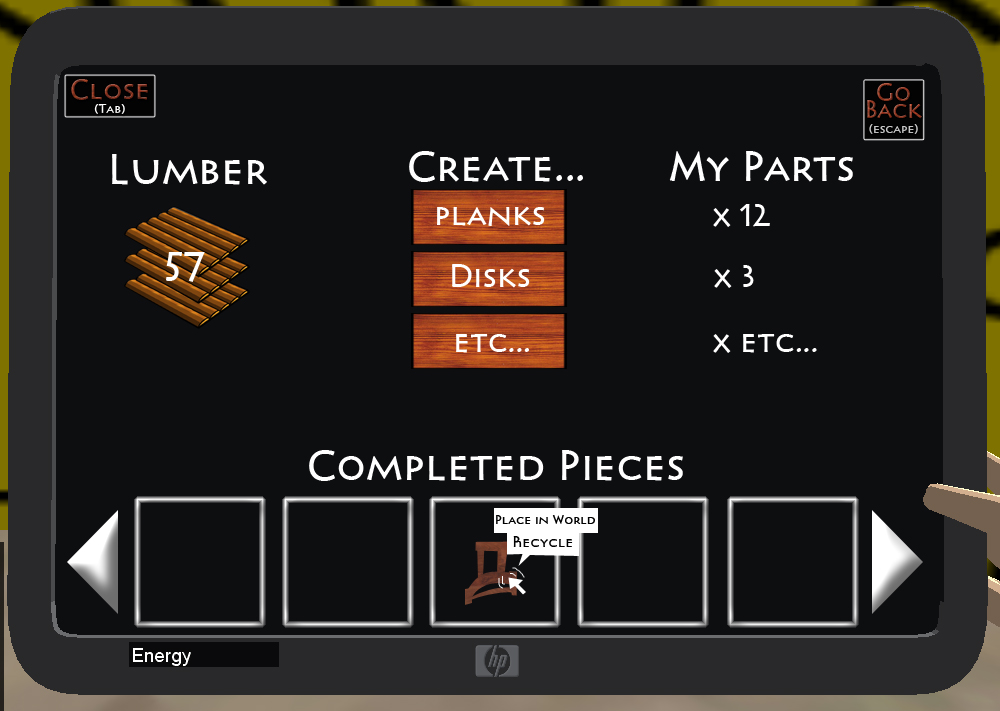 CLOSE
(TAB)
GO
BACK
(ESCAPE)
LUMBER
CREATE...
MY PARTS
57
PLANKS
x 12
DISKS
x 3
ETC...
x ETC...
COMPLETED PIECES
PLACE IN WORLD
RECYCLE
Energy
hp